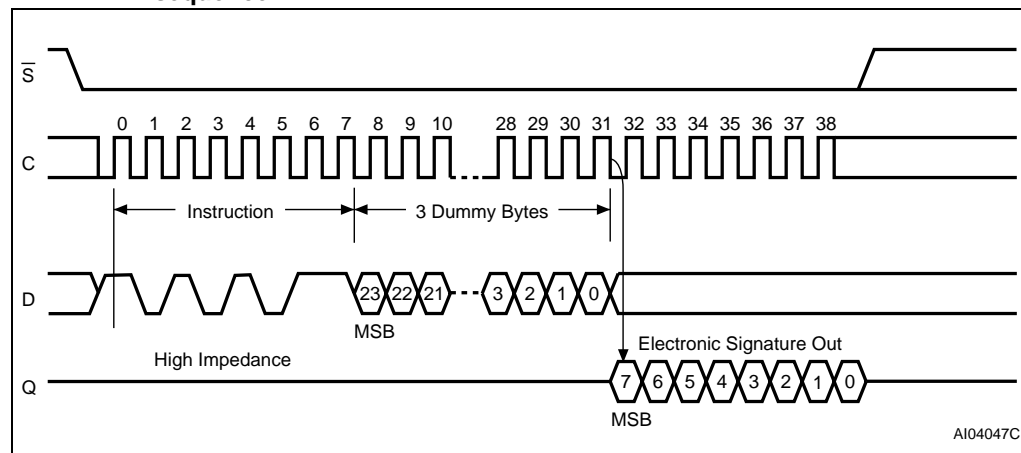 S
0 1 2 3 4 5 6 7 8 9 10 28 29 30 31 32 33 34 35 36 37 38
C
Instruction 3 Dummy Bytes
D 23 22 21 3 2 1 0
MSB
High Impedance Electronic Signature Out
Q 7 6 5 4 3 2 1 0
MSB
AI04047C